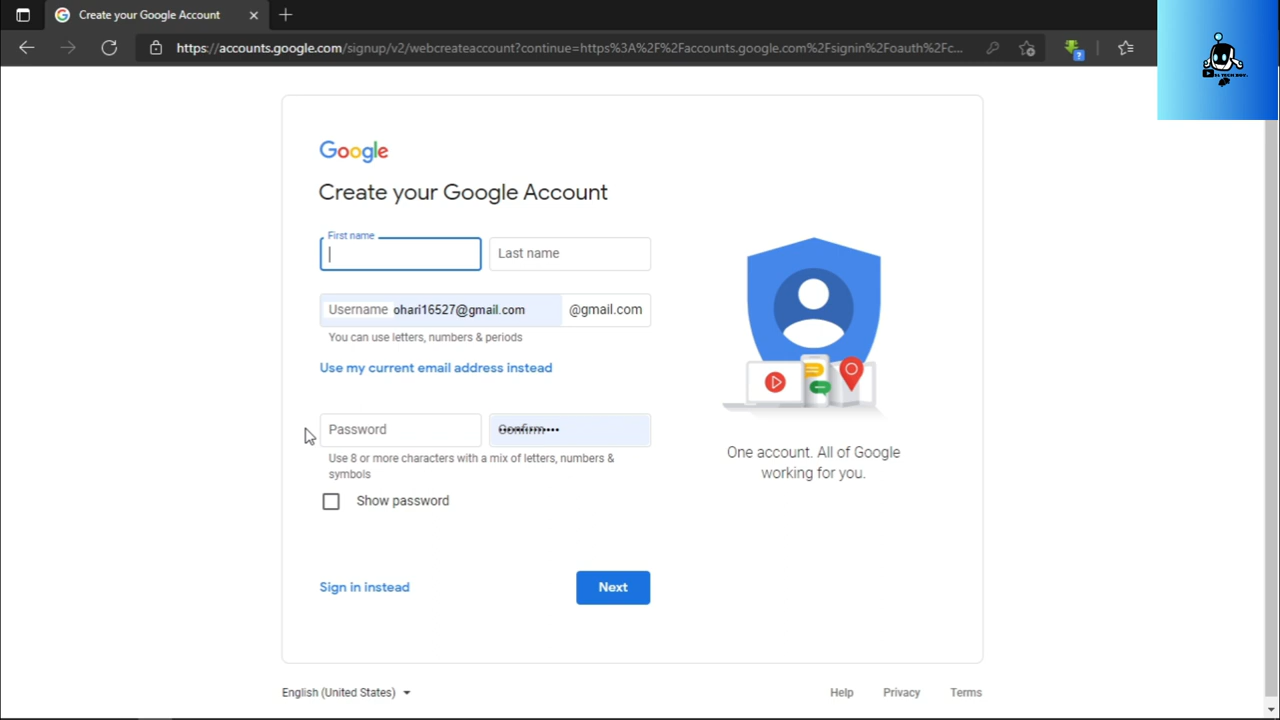 Create your Google Account
https://accounts.google.com/signup/v2/webcreateaccount?continue=https%3A%2F%2Faccounts.google.com%2Fsignin%2Foauth%2Fc...
Google
Create your Google Account
First name
Last name
Username ohari16527@gmail.com @gmail.com
You can use letters, numbers & periods
Use my current email address instead
Password
Confirm
Use 8 or more characters with a mix of letters, numbers &
symbols
Show password
Sign in instead
Next
One account. All of Google
working for you.
English (United States)
Help
Privacy
Terms